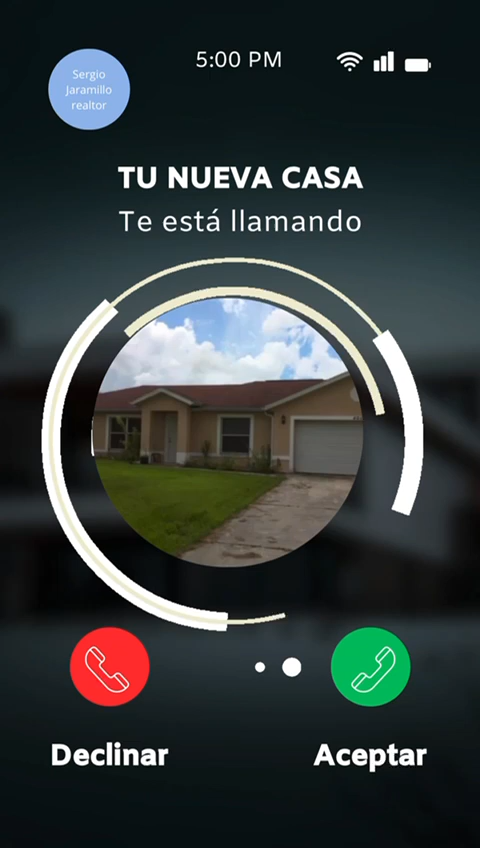 5:00 PM
Sergio
Jaramillo
realtor
TU NUEVA CASA
Te está llamando
Declinar
Aceptar